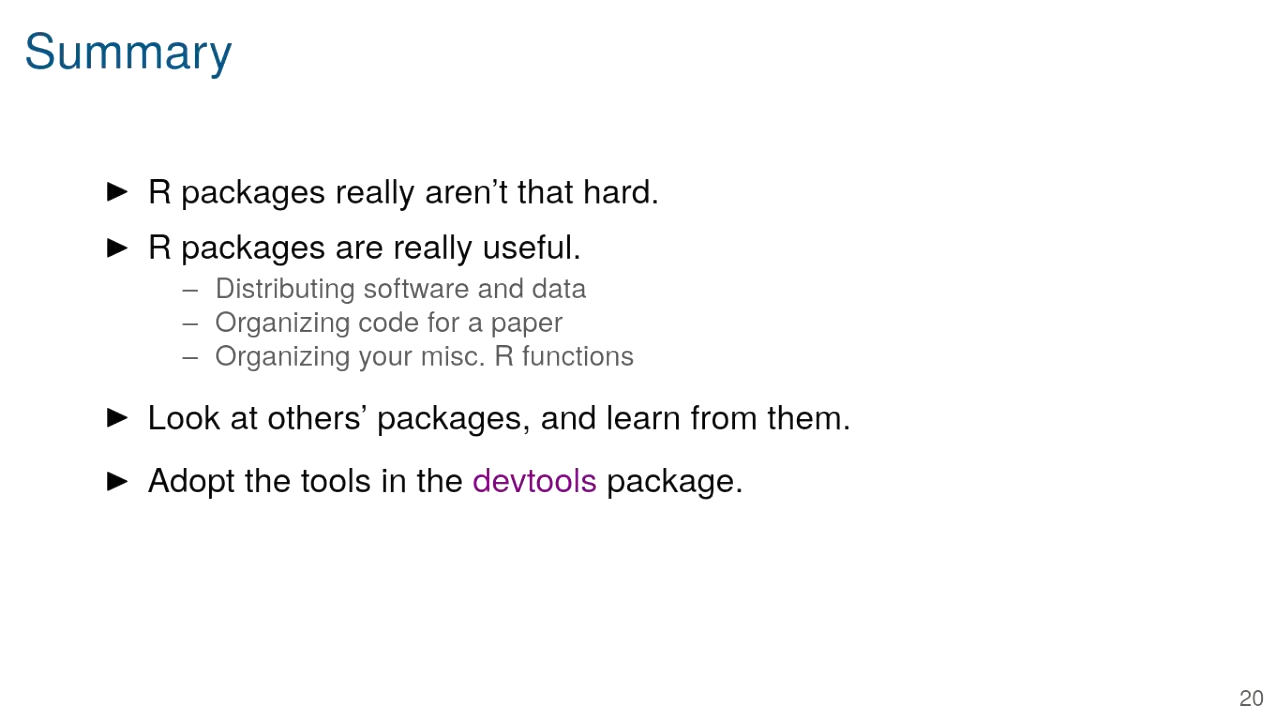 Summary
▶ R packages really aren’t that hard.
▶ R packages are really useful.
– Distributing software and data
– Organizing code for a paper
– Organizing your misc. R functions
▶ Look at others’ packages, and learn from them.
▶ Adopt the tools in the devtools package.
20